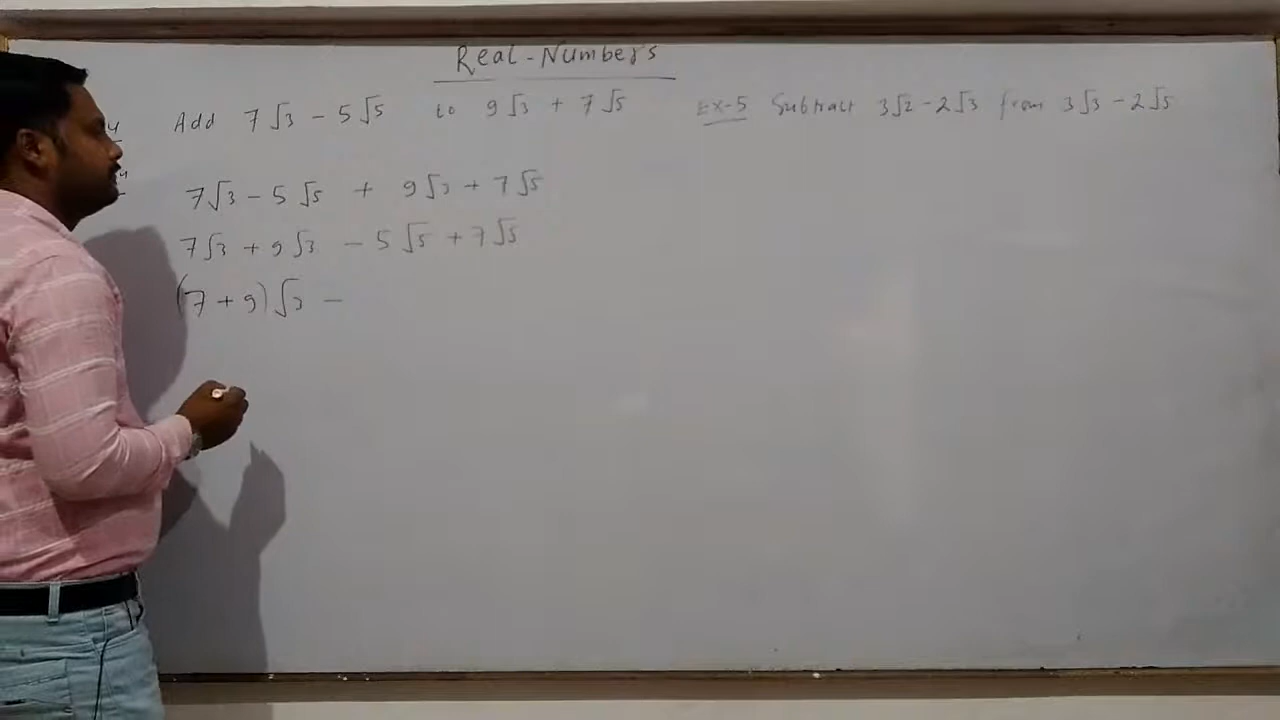 Real-Numbers
Add 7√3 - 5√5 to 9√3 + 7√5
Ex-5 Subtract 3√2 - 2√3 from 3√3 - 2√5
7√3 - 5√5 + 9√3 + 7√5
7√3 + 9√3 - 5√5 + 7√5
(7 + 9)√3 -